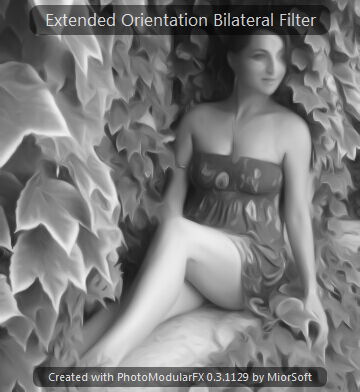 Extended Orientation Bilateral Filter
Created with PhotoModularFX 0.3.1129 by MiorSoft